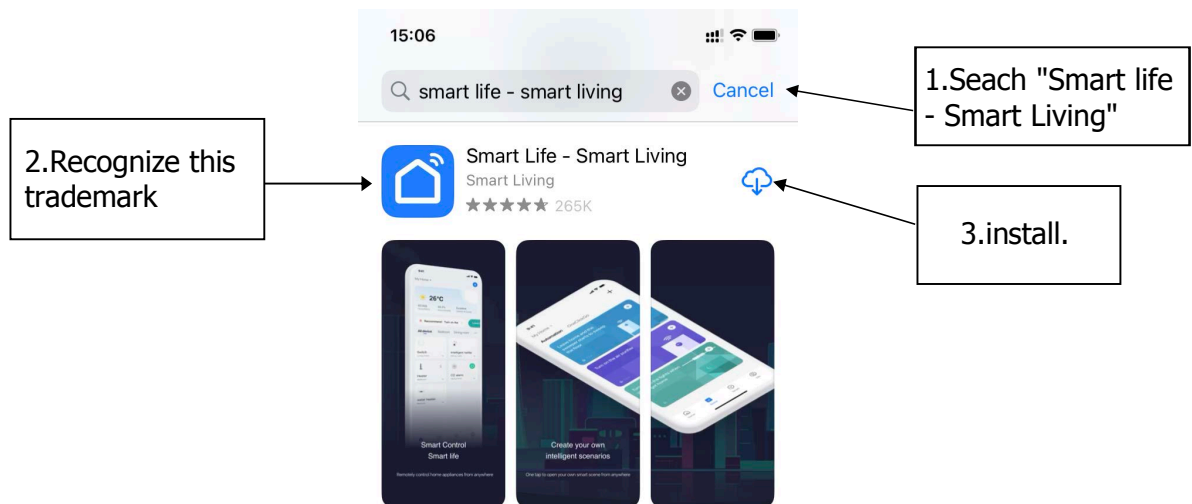 15:06
smart life - smart living
Cancel
1.Seach "Smart life
- Smart Living"
2.Recognize this
trademark
Smart Life - Smart Living
Smart Living
265K
3.install.
26°C
Smart Control
Smart life
Remotely control home appliances from anywhere
Automation
Create your own
intelligent scenarios
One tap to open your own smart scene from anywhere